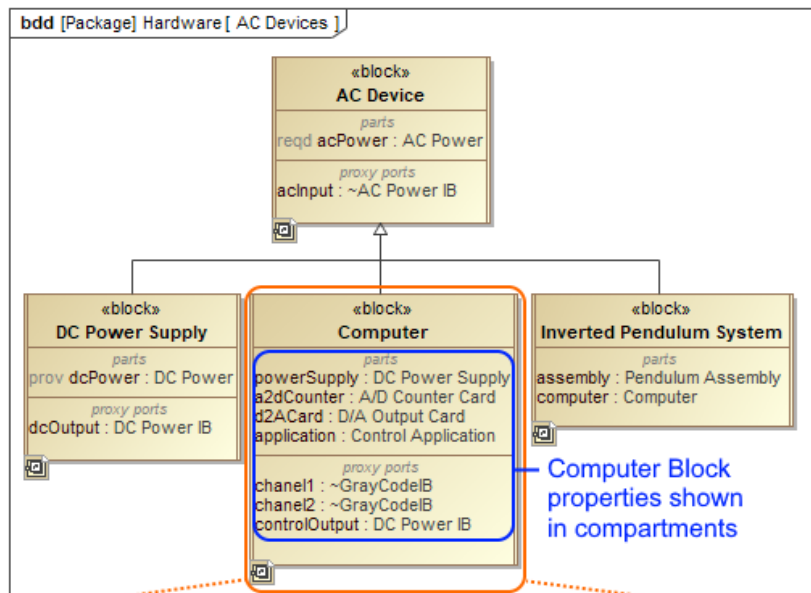 bdd [Package] Hardware [ AC Devices ]
«block»
AC Device
parts
reqd acPower : AC Power
proxy ports
acInput : ~AC Power IB
«block»
DC Power Supply
parts
prov dcPower : DC Power
proxy ports
dcOutput : DC Power IB
«block»
Computer
parts
powerSupply : DC Power Supply
a2dCounter : A/D Counter Card
d2ACard : D/A Output Card
application : Control Application
proxy ports
chanel1 : ~GrayCodeIB
chanel2 : ~GrayCodeIB
controlOutput : DC Power IB
«block»
Inverted Pendulum System
parts
assembly : Pendulum Assembly
computer : Computer
Computer Block
properties shown
in compartments